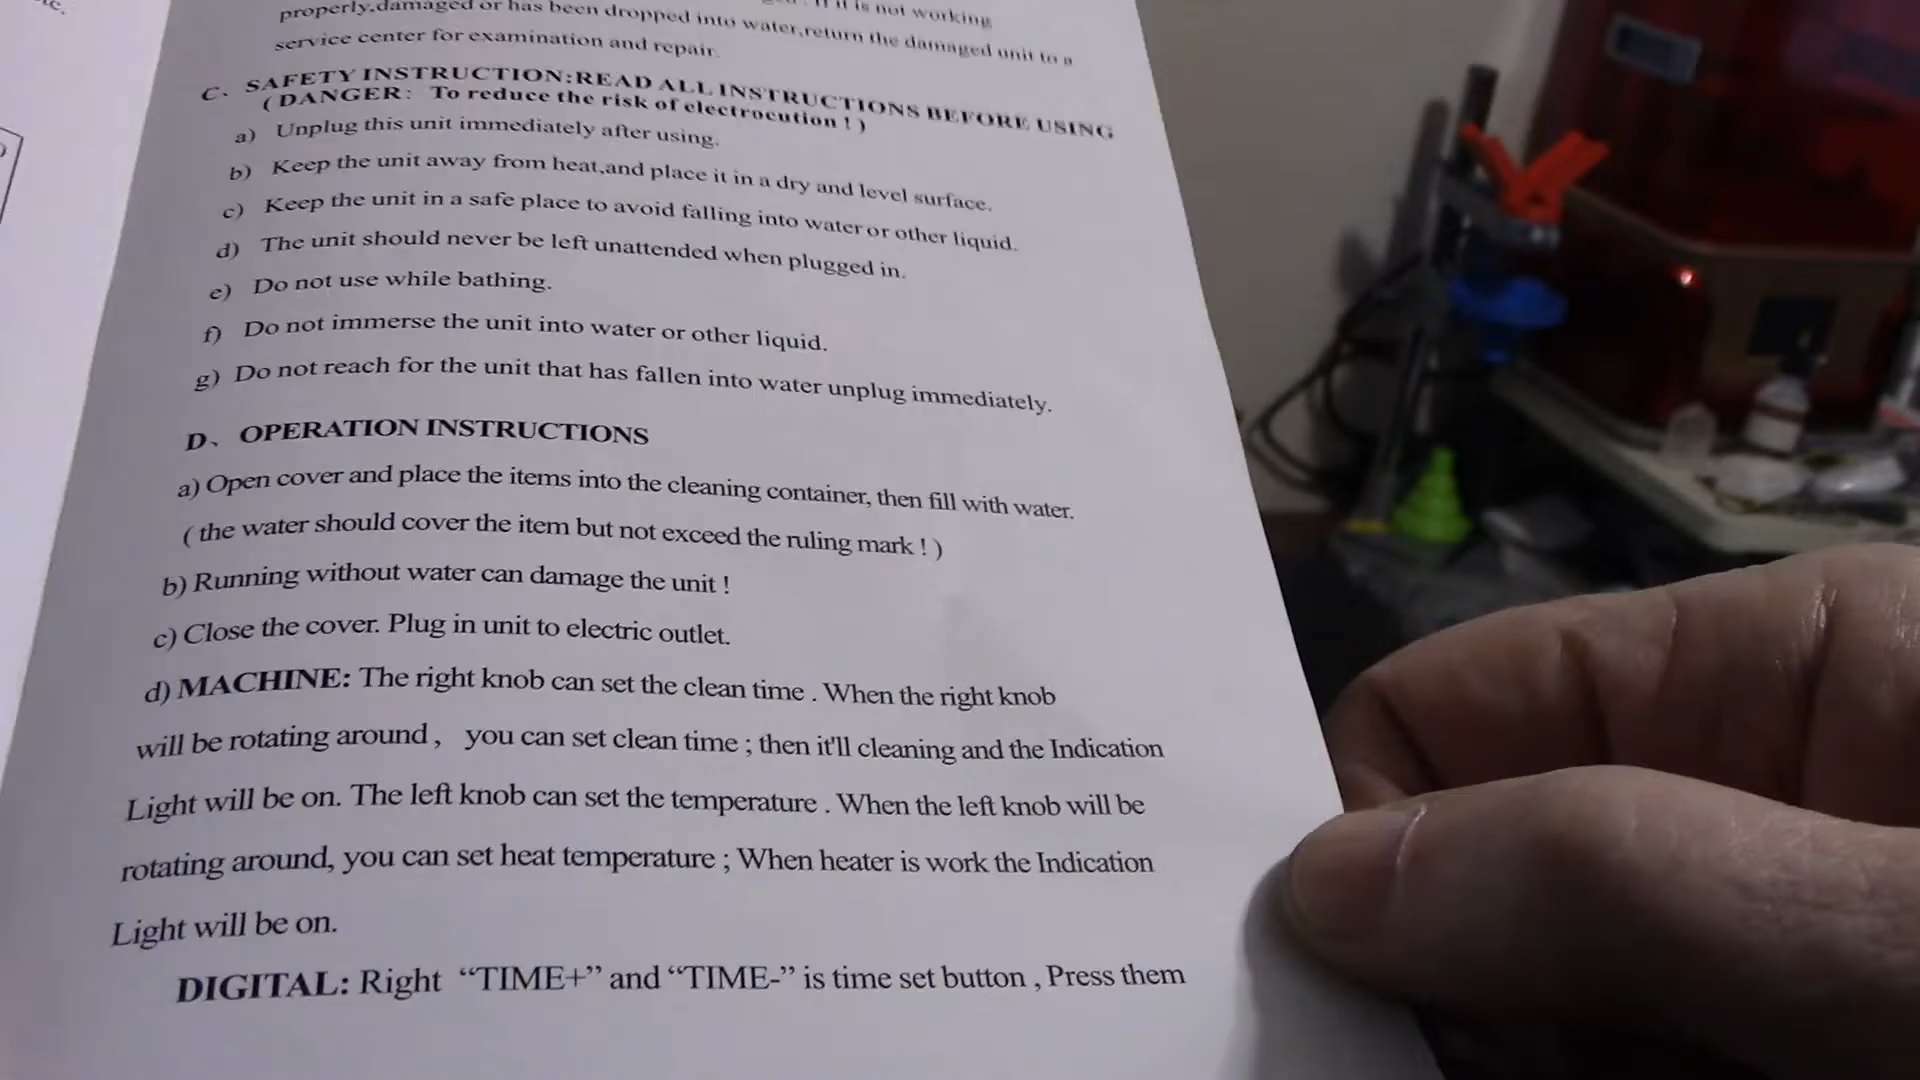 it is not working
properly,damaged or has been dropped into water,return the damaged unit to a
service center for examination and repair.
C、 SAFETY INSTRUCTION:READ ALL INSTRUCTIONS BEFORE USING
( DANGER: To reduce the risk of electrocution ! )
a) Unplug this unit immediately after using.
b) Keep the unit away from heat,and place it in a dry and level surface.
c) Keep the unit in a safe place to avoid falling into water or other liquid.
d) The unit should never be left unattended when plugged in.
e) Do not use while bathing.
f) Do not immerse the unit into water or other liquid.
g) Do not reach for the unit that has fallen into water unplug immediately.
D、 OPERATION INSTRUCTIONS
a) Open cover and place the items into the cleaning container, then fill with water.
( the water should cover the item but not exceed the ruling mark ! )
b) Running without water can damage the unit !
c) Close the cover. Plug in unit to electric outlet.
d) MACHINE: The right knob can set the clean time . When the right knob
will be rotating around , you can set clean time ; then it'll cleaning and the Indication
Light will be on. The left knob can set the temperature . When the left knob will be
rotating around, you can set heat temperature ; When heater is work the Indication
Light will be on.
DIGITAL: Right “TIME+” and “TIME-” is time set button , Press them